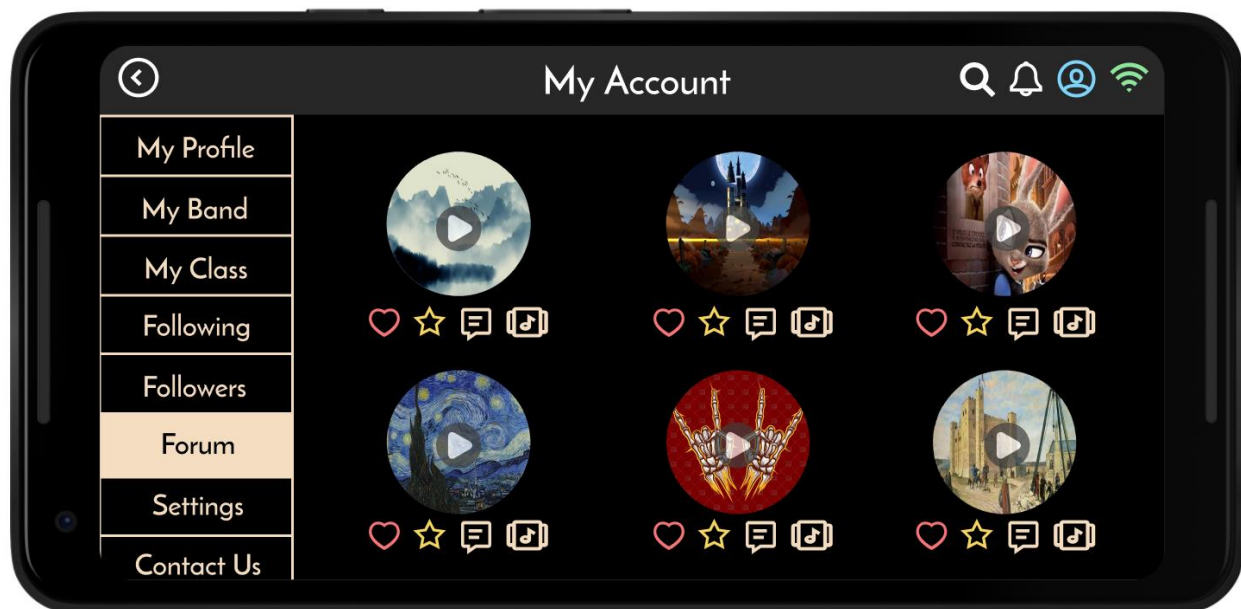 My Account
My Profile
My Band
My Class
Following
Followers
Forum
Settings
Contact Us